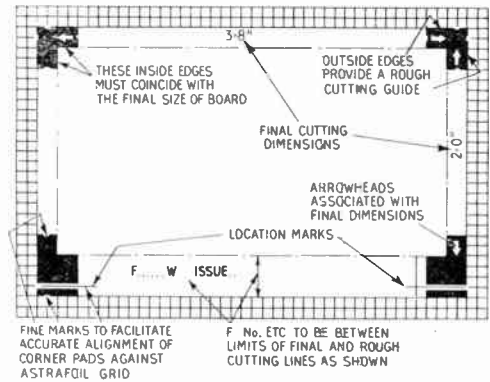 3·8"
THESE INSIDE EDGES
MUST COINCIDE WITH
THE FINAL SIZE OF BOARD
OUTSIDE EDGES
PROVIDE A ROUGH
CUTTING GUIDE
FINAL CUTTING
DIMENSIONS
2·0"
ARROWHEADS
ASSOCIATED WITH
FINAL DIMENSIONS
LOCATION MARKS
F.....W ISSUE
FINE MARKS TO FACILITATE
ACCURATE ALIGNMENT OF
CORNER PADS AGAINST
ASTRAFOIL GRID
F No. ETC TO BE BETWEEN
LIMITS OF FINAL AND ROUGH
CUTTING LINES AS SHOWN